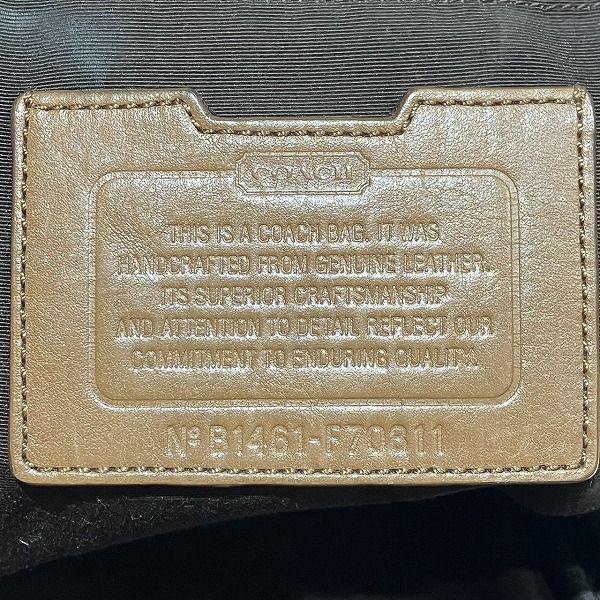 COACH
THIS IS A COACH BAG. IT WAS
HANDCRAFTED FROM GENUINE LEATHER.
ITS SUPERIOR CRAFTSMANSHIP
AND ATTENTION TO DETAIL REFLECT OUR
COMMITMENT TO ENDURING QUALITY.
Nº B1461-F70811